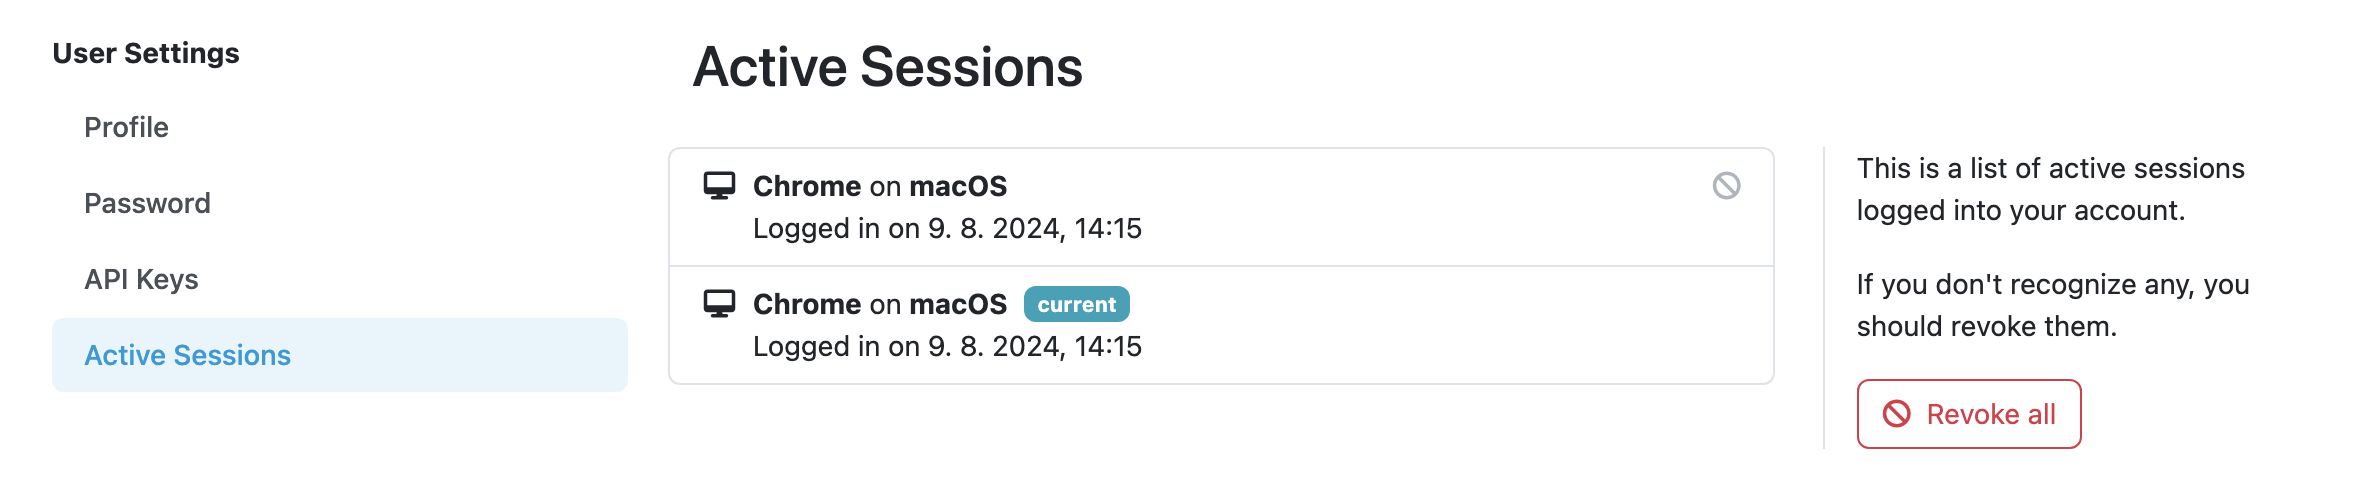 User Settings
Profile
Password
API Keys
Active Sessions
Active Sessions
Chrome on macOS
Logged in on 9. 8. 2024, 14:15
Chrome on macOS current
Logged in on 9. 8. 2024, 14:15
This is a list of active sessions
logged into your account.
If you don't recognize any, you
should revoke them.
Revoke all